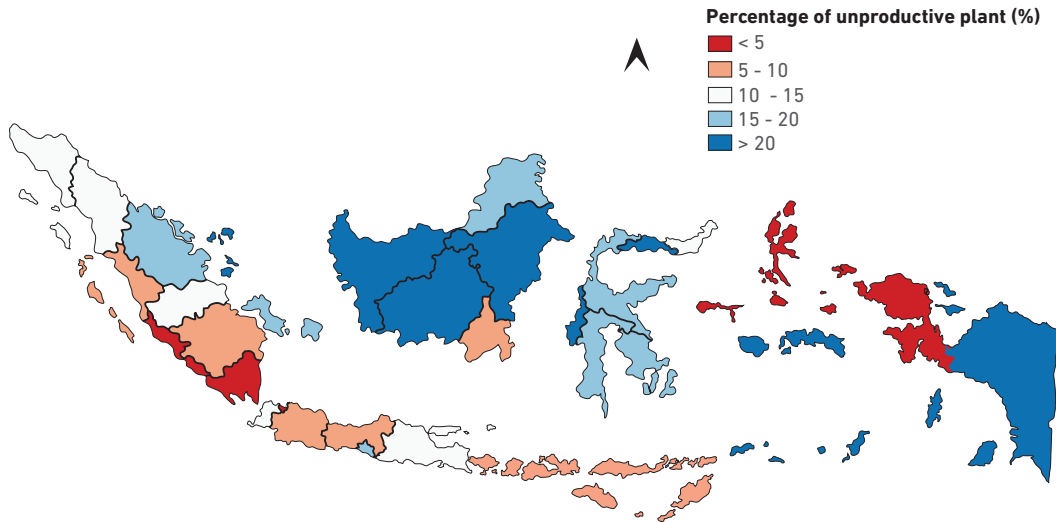 Percentage of unproductive plant (%)
< 5
5 - 10
10 - 15
15 - 20
> 20